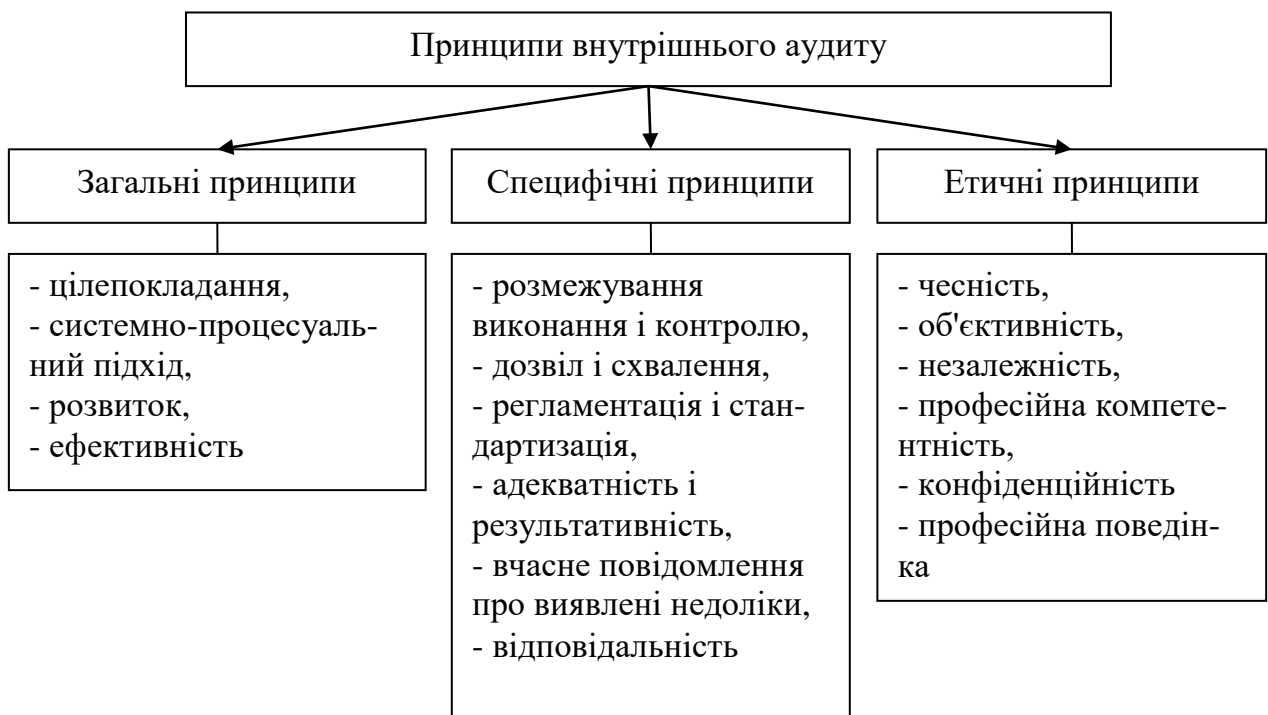 Принципи внутрішнього аудиту
Загальні принципи
- цілепокладання,
- системно-процесуаль-
ний підхід,
- розвиток,
- ефективність
Специфічні принципи
- розмежування
виконання і контролю,
- дозвіл і схвалення,
- регламентація і стан-
дартизація,
- адекватність і
результативність,
- вчасне повідомлення
про виявлені недоліки,
- відповідальність
Етичні принципи
- чесність,
- об'єктивність,
- незалежність,
- професійна компете-
нтність,
- конфіденційність
- професійна поведін-
ка